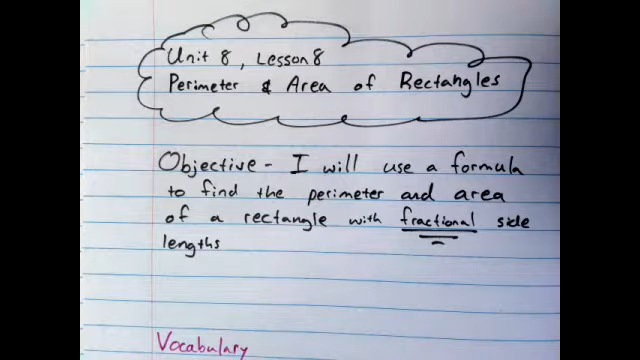 Unit 8, Lesson 8
Perimeter & Area of Rectangles
Objective - I will use a formula
to find the perimeter and area
of a rectangle with fractional side
lengths
Vocabulary